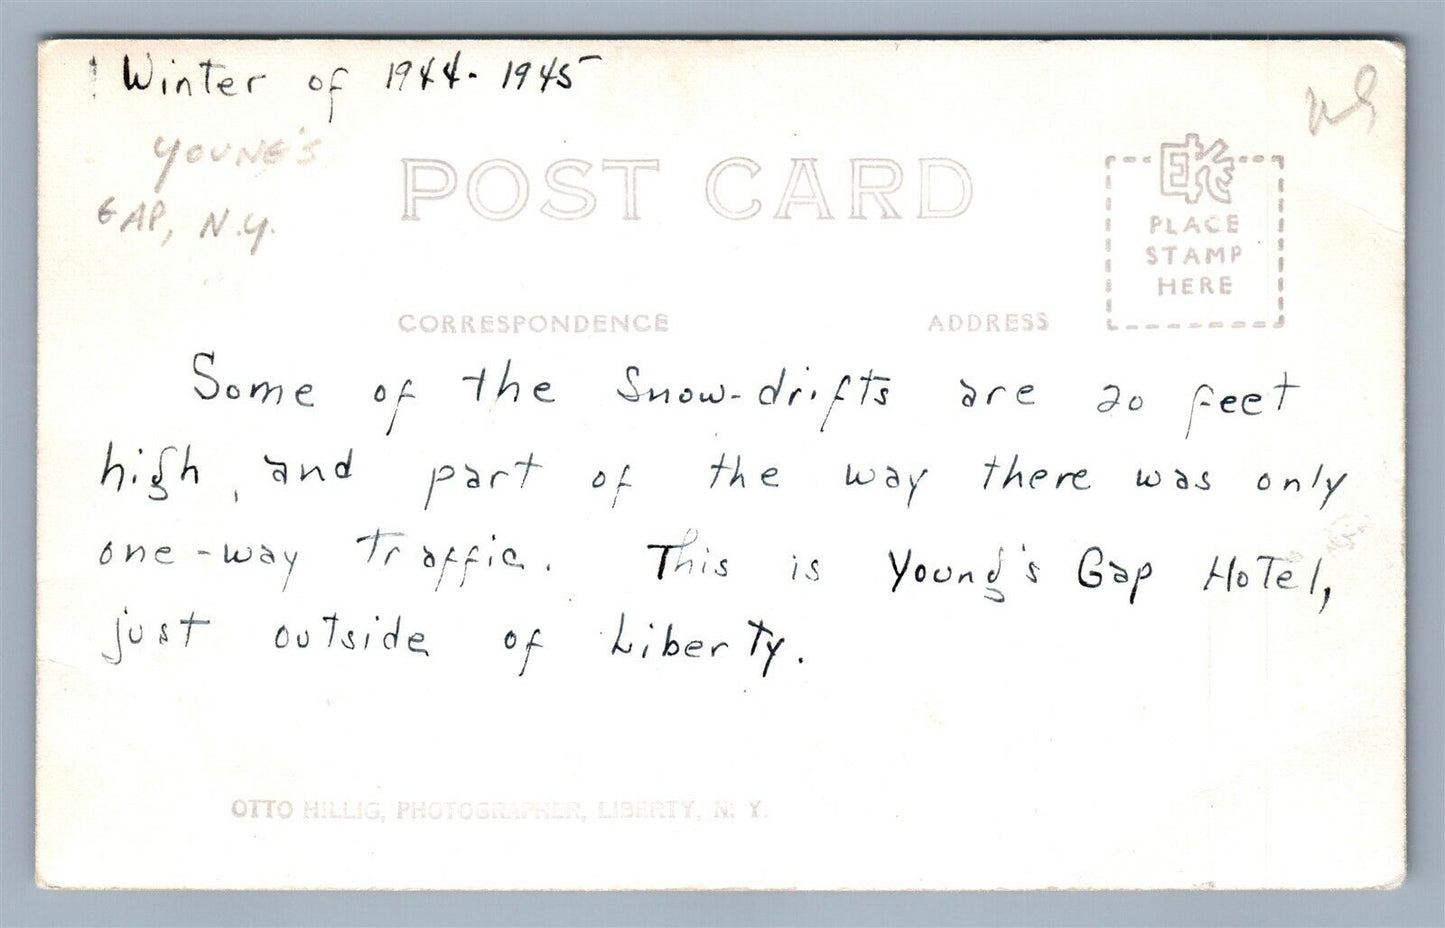 Winter of 1944-1945
YOUNG'S
GAP, N.Y.
POST CARD
EKC
PLACE
STAMP
HERE
CORRESPONDENCE
ADDRESS
Some of the Snow-drifts are 20 feet
high, and part of the way there was only
one-way traffic. This is Young's Gap Hotel,
just outside of Liberty.
OTTO HILLIG, PHOTOGRAPHER, LIBERTY, N. Y.